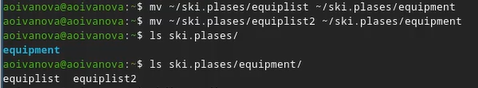 aoivanova@aoivanova:~$ mv ~/ski.plases/equiplist ~/ski.plases/equipment
aoivanova@aoivanova:~$ mv ~/ski.plases/equiplist2 ~/ski.plases/equipment
aoivanova@aoivanova:~$ ls ski.plases/
equipment
aoivanova@aoivanova:~$ ls ski.plases/equipment/
equiplist  equiplist2